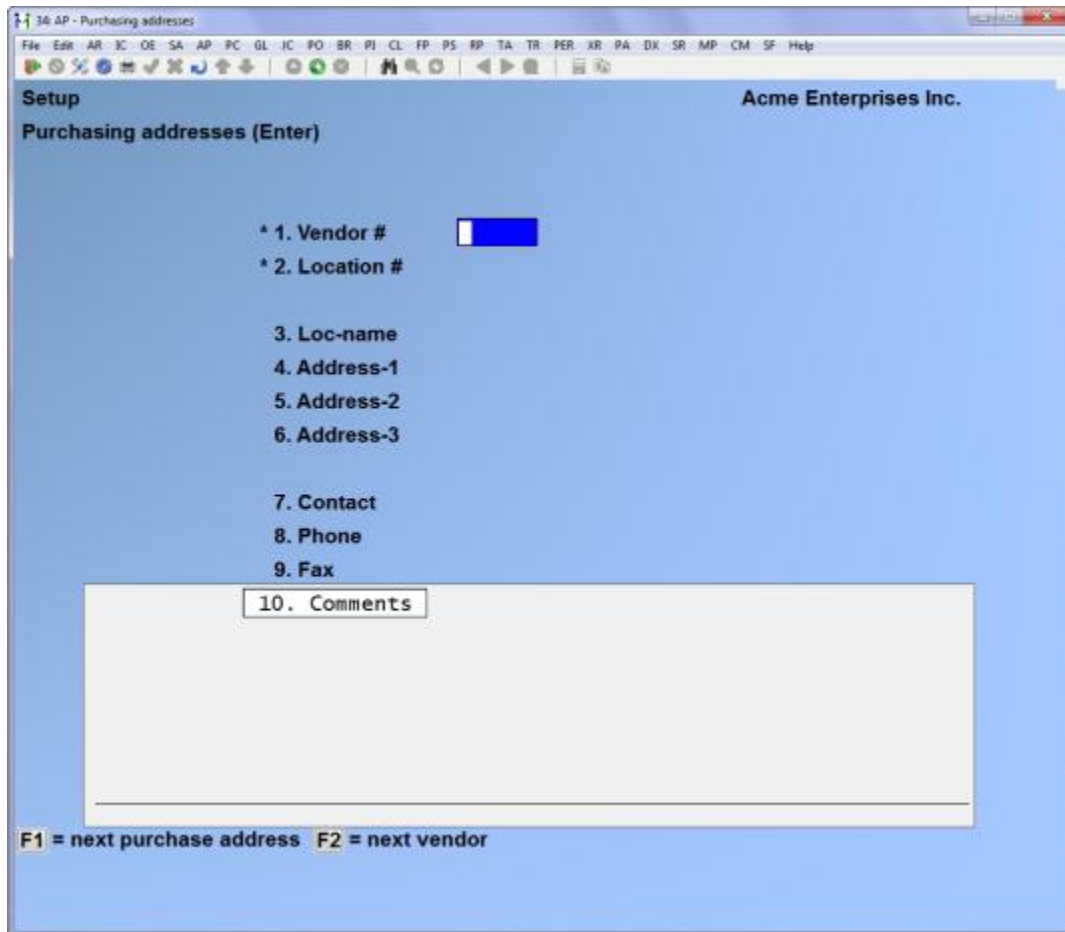 34: AP - Purchasing addresses
File Edit AR IC OE SA AP PC GL JC PO BR PI CL FP PS RP TA TR PER XR PA DX SR MP CM SF Help
Setup Acme Enterprises Inc.
Purchasing addresses (Enter)
* 1. Vendor #
* 2. Location #
3. Loc-name
4. Address-1
5. Address-2
6. Address-3
7. Contact
8. Phone
9. Fax
10. Comments
F1 = next purchase address F2 = next vendor